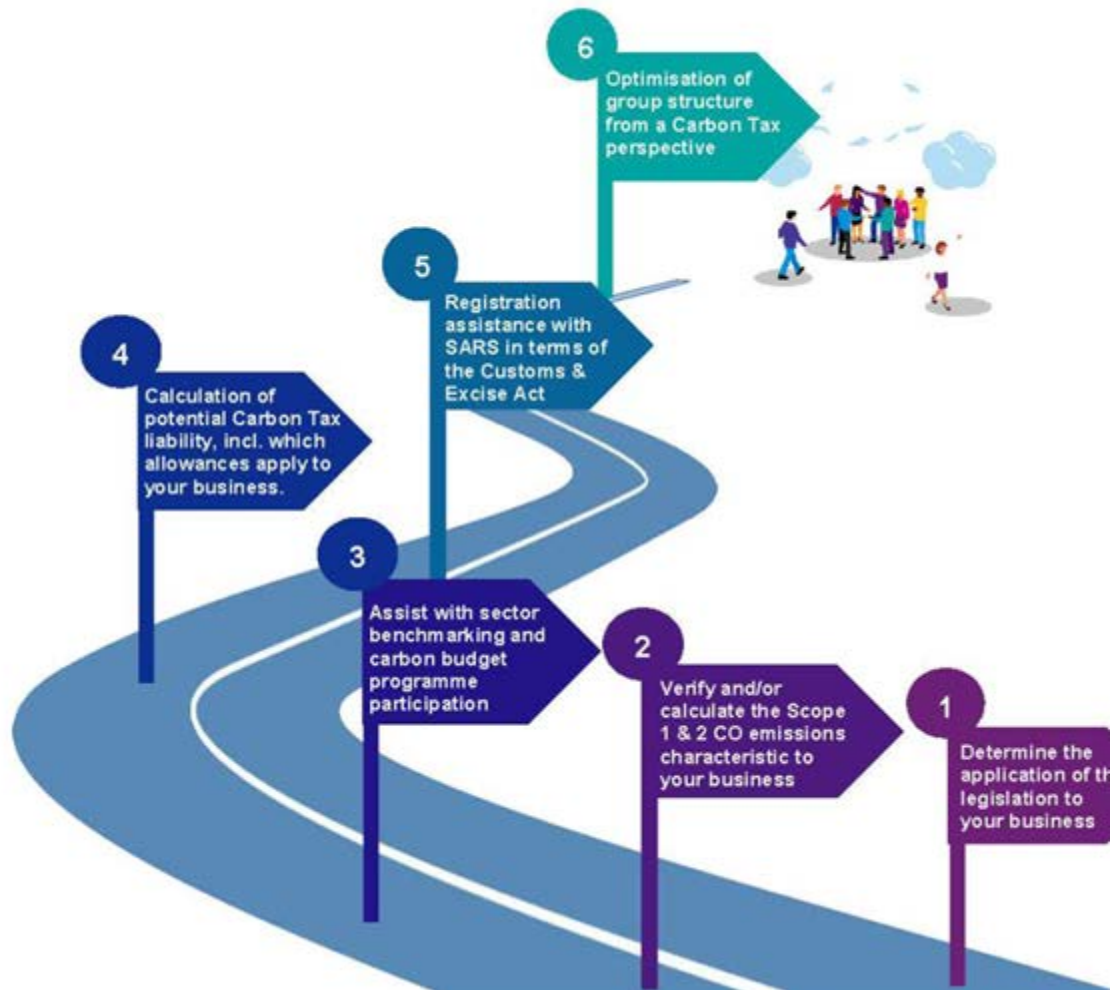 6
Optimisation of
group structure
from a Carbon Tax
perspective
5
Registration
assistance with
SARS in terms of
the Customs &
Excise Act
4
Calculation of
potential Carbon Tax
liability, incl. which
allowances apply to
your business.
3
Assist with sector
benchmarking and
carbon budget
programme
participation
2
Verify and/or
calculate the Scope
1 & 2 CO emissions
characteristic to
your business
1
Determine the
application of th
legislation to
your business